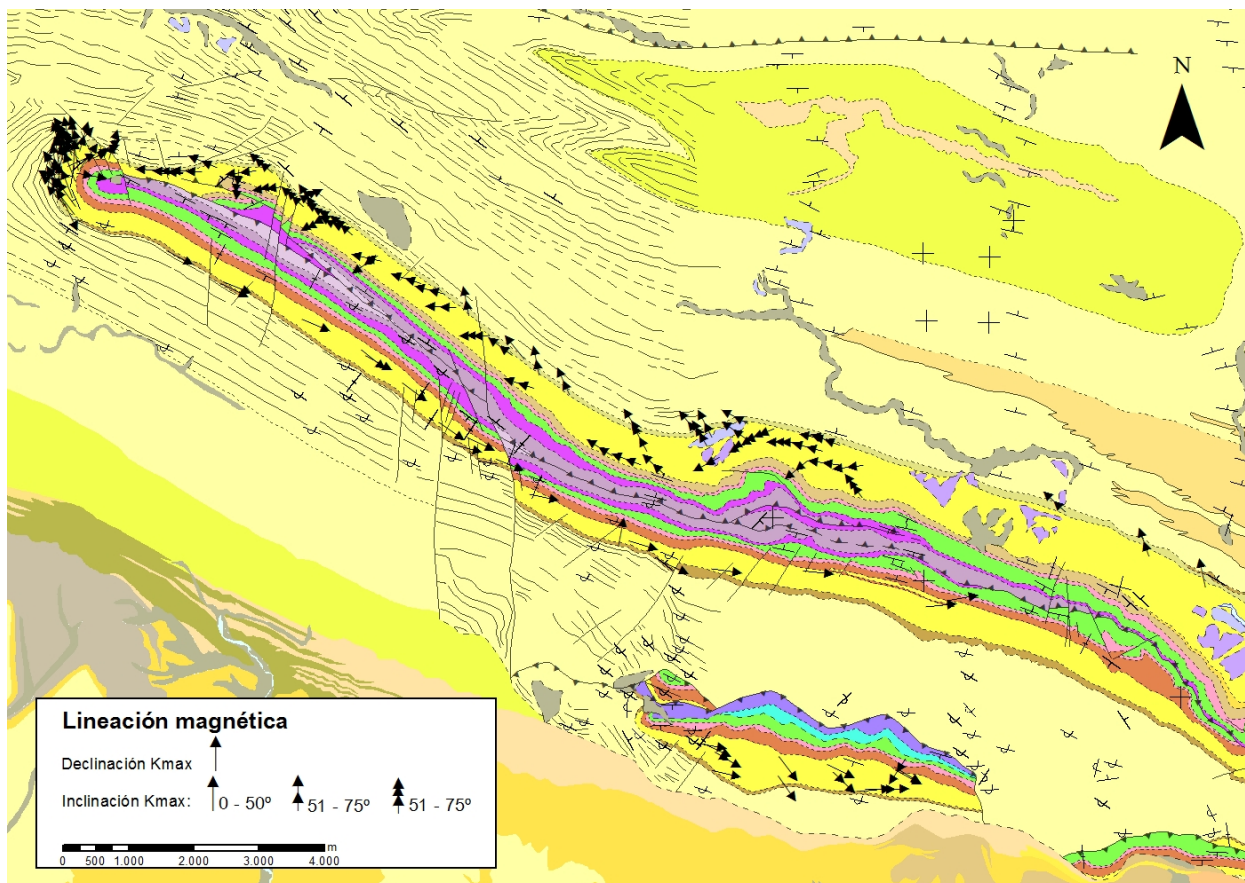 N
Lineación magnética
Declinación Kmax
Inclinación Kmax: 0 - 50º 51 - 75º 51 - 75º
0 500 1.000 2.000 3.000 4.000 m